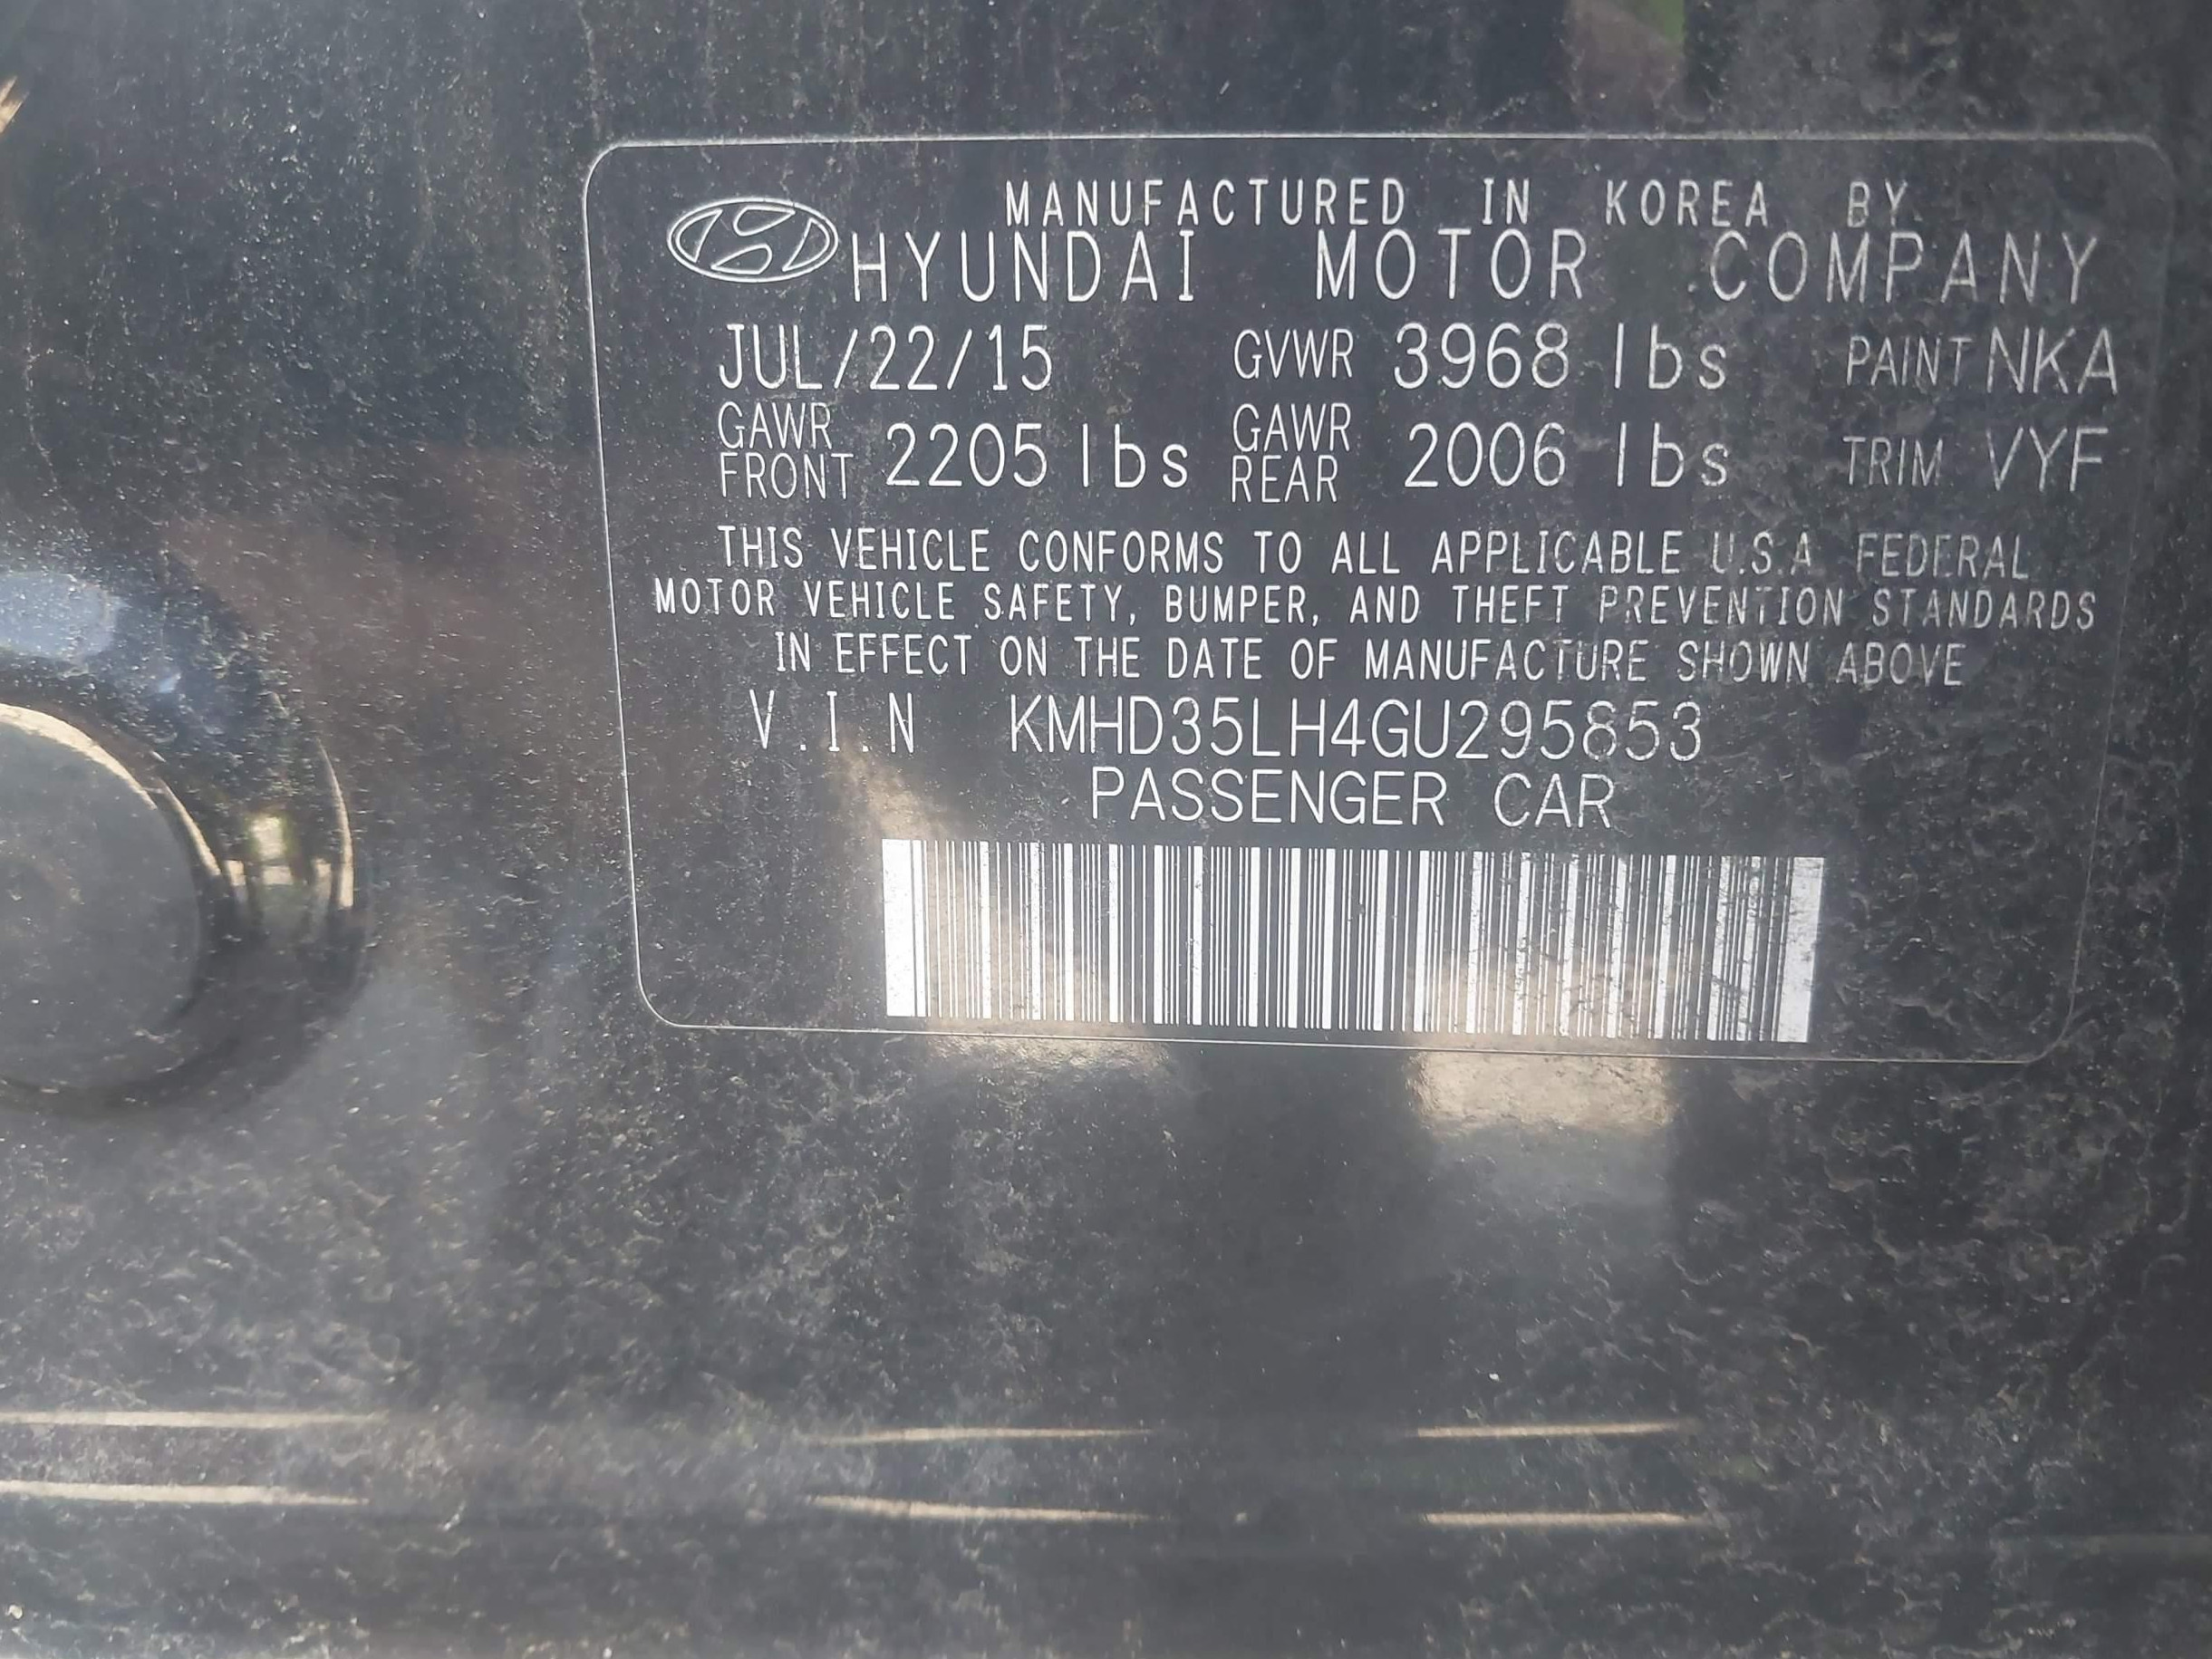 MANUFACTURED IN KOREA BY
HYUNDAI MOTOR COMPANY
JUL/22/15 GVWR 3968 lbs PAINT NKA
GAWR FRONT 2205 lbs GAWR REAR 2006 lbs TRIM VYF
THIS VEHICLE CONFORMS TO ALL APPLICABLE U.S.A FEDERAL
MOTOR VEHICLE SAFETY, BUMPER, AND THEFT PREVENTION STANDARDS
IN EFFECT ON THE DATE OF MANUFACTURE SHOWN ABOVE
V.I.N KMHD35LH4GU295853
PASSENGER CAR